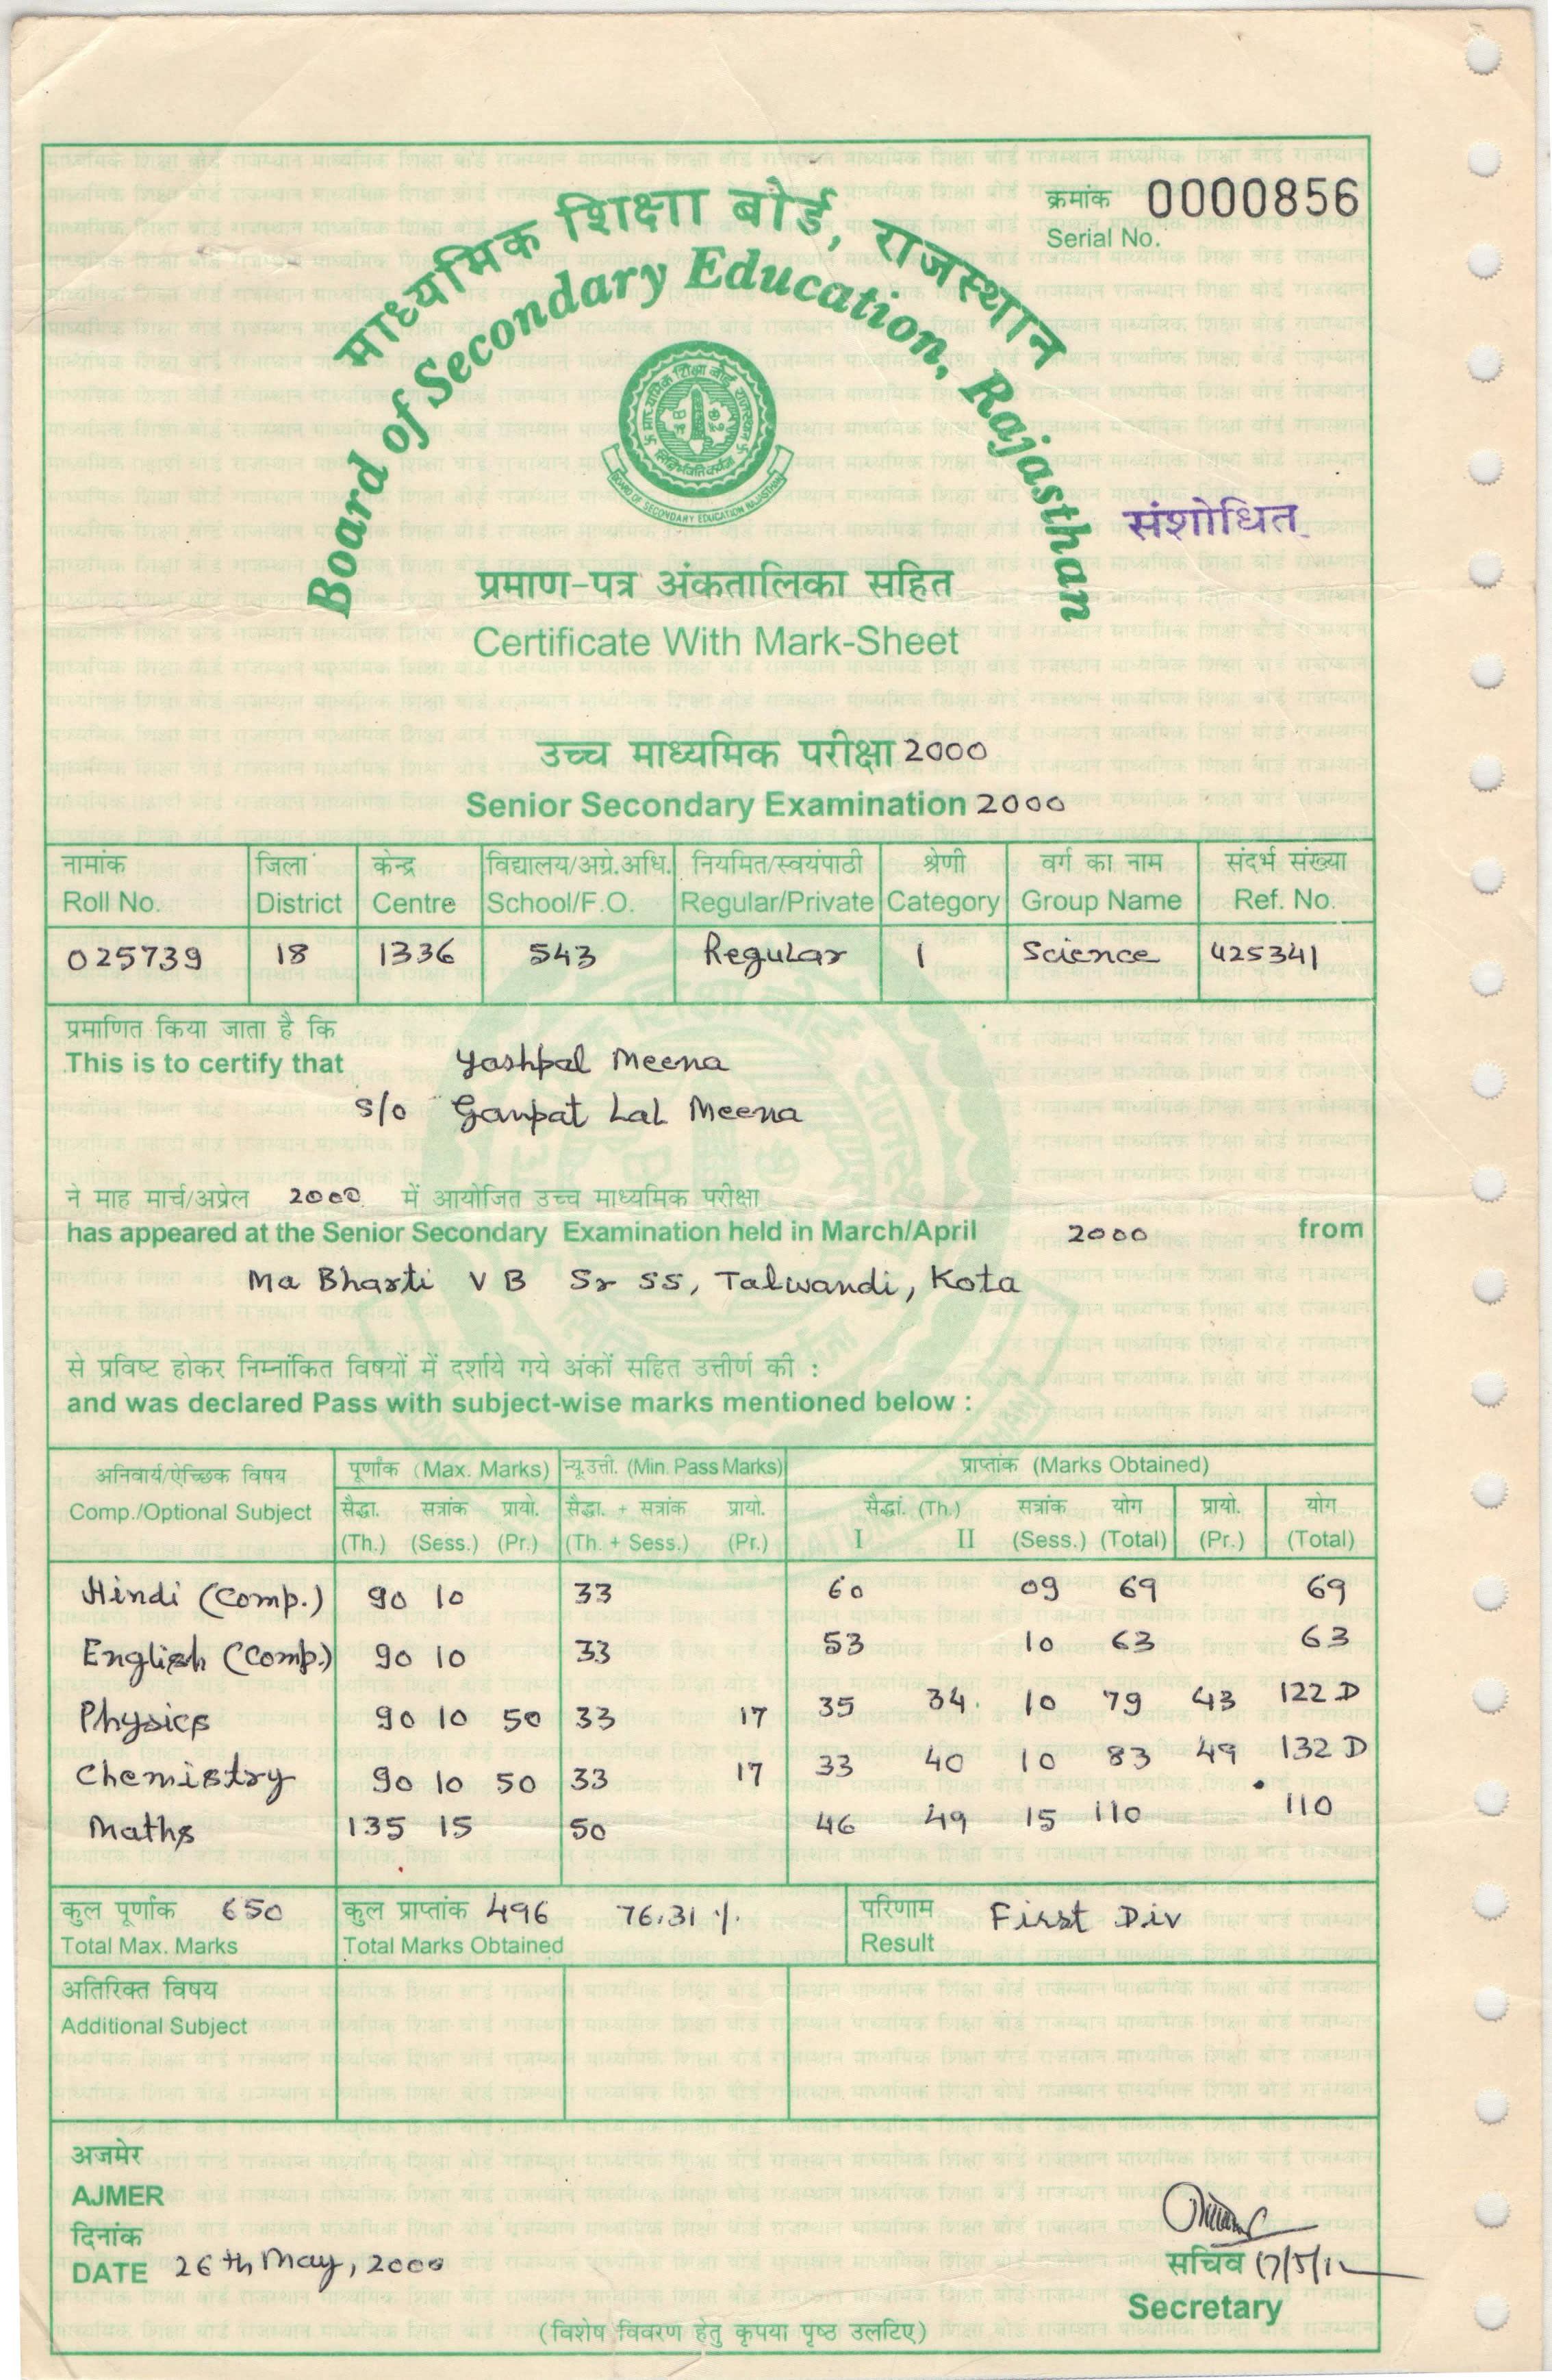 माध्यमिक शिक्षा बोर्ड, राजस्थान
Board of Secondary Education, Rajasthan
क्रमांक 0000856
Serial No.
माध्यमिक शिक्षा बोर्ड राजस्थान
BOARD OF SECONDARY EDUCATION RAJASTHAN
संशोधित
प्रमाण-पत्र अंकतालिका सहित
Certificate With Mark-Sheet
उच्च माध्यमिक परीक्षा 2000
Senior Secondary Examination 2000
नामांक जिला केन्द्र विद्यालय/अग्रे.अधि. नियमित/स्वयंपाठी श्रेणी वर्ग का नाम संदर्भ संख्या
Roll No. District Centre School/F.O. Regular/Private Category Group Name Ref. No.
025739 18 1336 543 Regular 1 Science 425341
प्रमाणित किया जाता है कि
This is to certify that Yashpal Meena
S/o Ganpat Lal Meena
ने माह मार्च/अप्रेल 2000 में आयोजित उच्च माध्यमिक परीक्षा
has appeared at the Senior Secondary Examination held in March/April 2000 from
Ma Bharti V B Sr SS, Talwandi, Kota
से प्रविष्ट होकर निम्नांकित विषयों में दर्शाये गये अंकों सहित उत्तीर्ण की :
and was declared Pass with subject-wise marks mentioned below :
अनिवार्य/ऐच्छिक विषय पूर्णांक (Max. Marks) न्यू.उत्ती. (Min. Pass Marks) प्राप्तांक (Marks Obtained)
Comp./Optional Subject सैद्धा. सत्रांक प्रायो. सैद्धा. + सत्रांक प्रायो. सैद्धां. (Th.) सत्रांक योग प्रायो. योग
(Th.) (Sess.) (Pr.) (Th. + Sess.) (Pr.) I II (Sess.) (Total) (Pr.) (Total)
Hindi (Comp.) 90 10 33 60 09 69 69
English (Comp.) 90 10 33 53 10 63 63
Physics 90 10 50 33 17 35 34 10 79 43 122 D
Chemistry 90 10 50 33 17 33 40 10 83 49 132 D
Maths 135 15 50 46 49 15 110 110
कुल पूर्णांक 650 कुल प्राप्तांक 496 76.31 % परिणाम First Div
Total Max. Marks Total Marks Obtained Result
अतिरिक्त विषय
Additional Subject
अजमेर
AJMER
दिनांक
DATE 26th May, 2000
सचिव 17/5/12
Secretary
(विशेष विवरण हेतु कृपया पृष्ठ उलटिए)